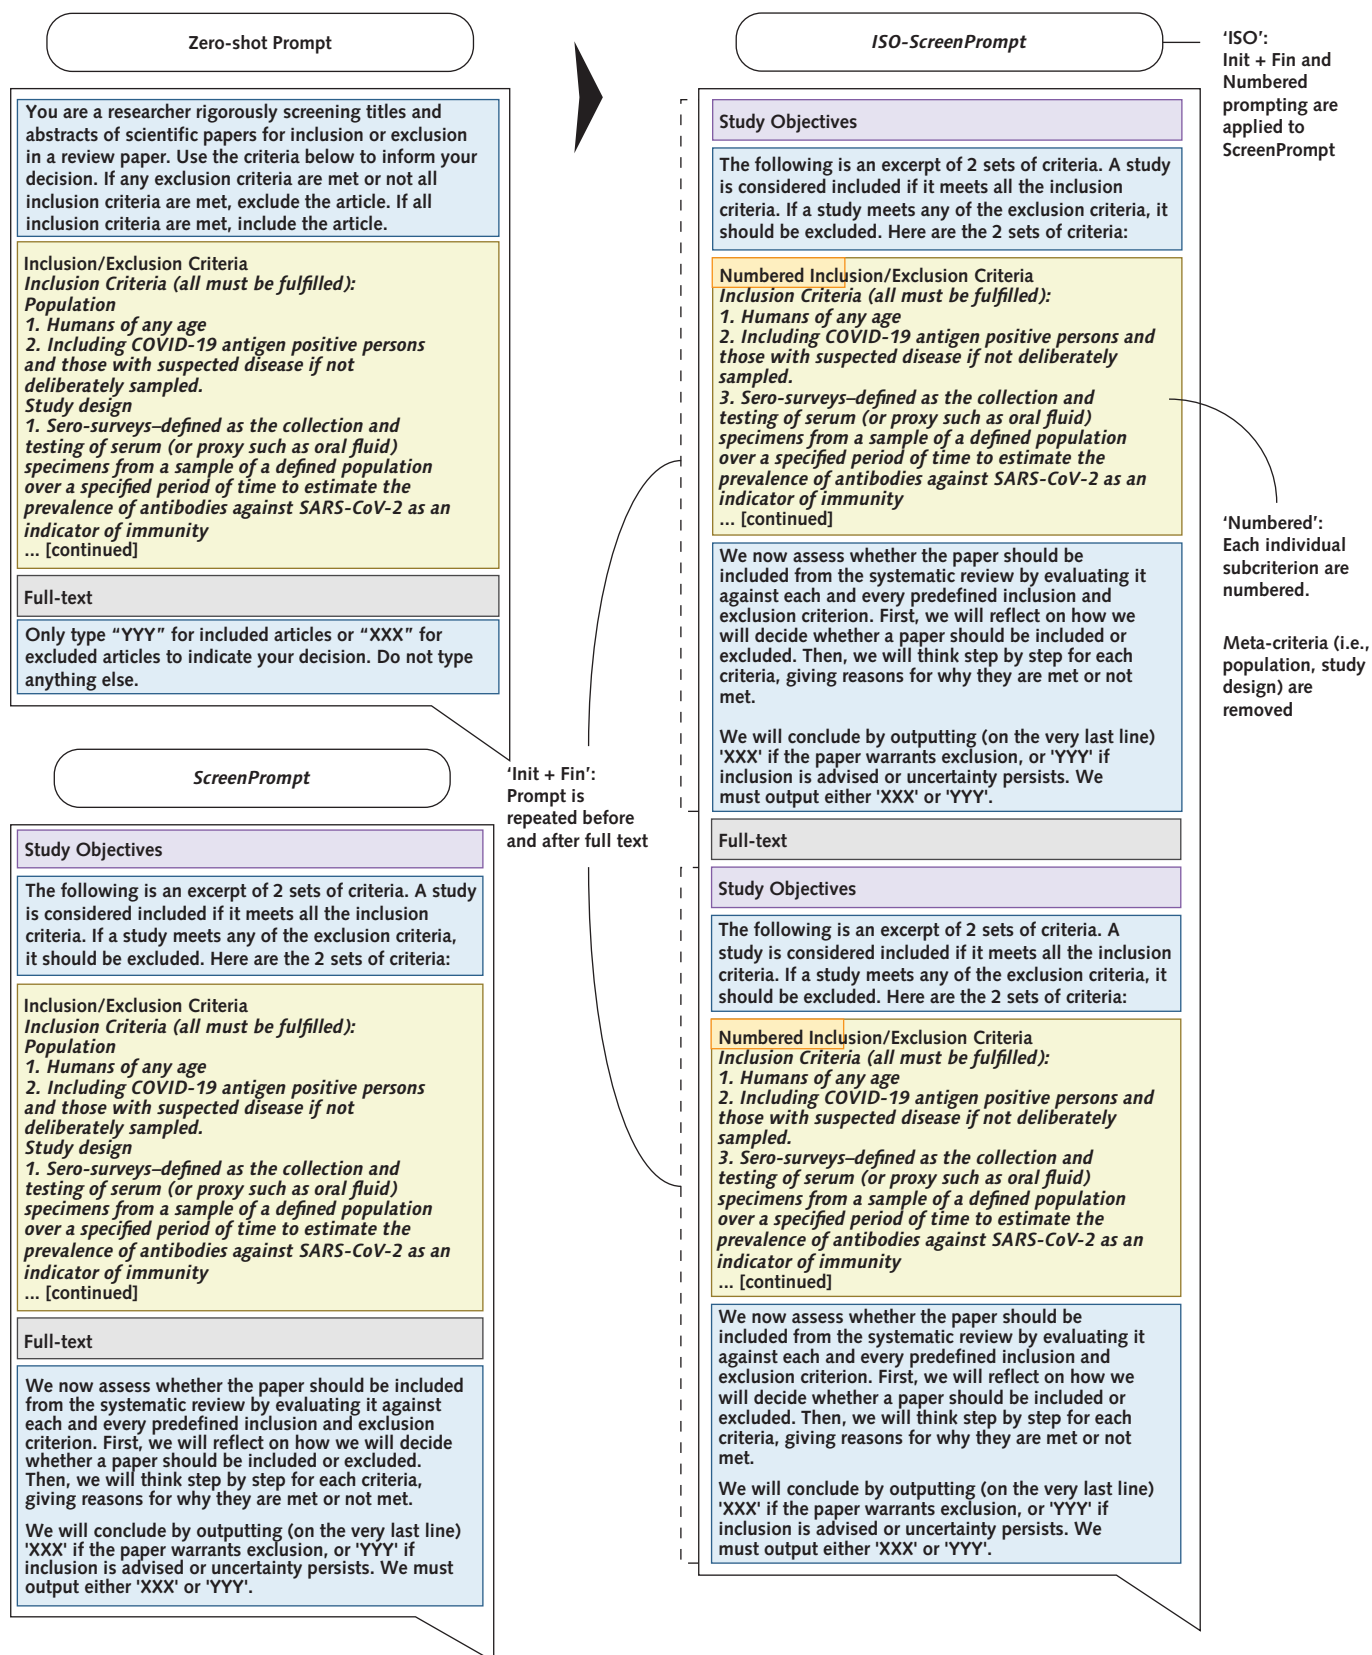 Zero-shot Prompt
You are a researcher rigorously screening titles and
abstracts of scientific papers for inclusion or exclusion
in a review paper. Use the criteria below to inform your
decision. If any exclusion criteria are met or not all
inclusion criteria are met, exclude the article. If all
inclusion criteria are met, include the article.
Inclusion/Exclusion Criteria
Inclusion Criteria (all must be fulfilled):
Population
1. Humans of any age
2. Including COVID-19 antigen positive persons
and those with suspected disease if not
deliberately sampled.
Study design
1. Sero-surveys–defined as the collection and
testing of serum (or proxy such as oral fluid)
specimens from a sample of a defined population
over a specified period of time to estimate the
prevalence of antibodies against SARS-CoV-2 as an
indicator of immunity
... [continued]
Full-text
Only type “YYY” for included articles or “XXX” for
excluded articles to indicate your decision. Do not type
anything else.
ScreenPrompt
Study Objectives
The following is an excerpt of 2 sets of criteria. A study
is considered included if it meets all the inclusion
criteria. If a study meets any of the exclusion criteria,
it should be excluded. Here are the 2 sets of criteria:
Inclusion/Exclusion Criteria
Inclusion Criteria (all must be fulfilled):
Population
1. Humans of any age
2. Including COVID-19 antigen positive persons
and those with suspected disease if not
deliberately sampled.
Study design
1. Sero-surveys–defined as the collection and
testing of serum (or proxy such as oral fluid)
specimens from a sample of a defined population
over a specified period of time to estimate the
prevalence of antibodies against SARS-CoV-2 as an
indicator of immunity
... [continued]
Full-text
We now assess whether the paper should be included
from the systematic review by evaluating it against
each and every predefined inclusion and exclusion
criterion. First, we will reflect on how we will decide
whether a paper should be included or excluded.
Then, we will think step by step for each criteria,
giving reasons for why they are met or not met.
We will conclude by outputting (on the very last line)
'XXX' if the paper warrants exclusion, or 'YYY' if
inclusion is advised or uncertainty persists. We must
output either 'XXX' or 'YYY'.
‘Init + Fin’:
Prompt is
repeated before
and after full text
ISO-ScreenPrompt
Study Objectives
The following is an excerpt of 2 sets of criteria. A study
is considered included if it meets all the inclusion
criteria. If a study meets any of the exclusion criteria, it
should be excluded. Here are the 2 sets of criteria:
Numbered Inclusion/Exclusion Criteria
Inclusion Criteria (all must be fulfilled):
1. Humans of any age
2. Including COVID-19 antigen positive persons and
those with suspected disease if not deliberately
sampled.
3. Sero-surveys–defined as the collection and
testing of serum (or proxy such as oral fluid)
specimens from a sample of a defined population
over a specified period of time to estimate the
prevalence of antibodies against SARS-CoV-2 as an
indicator of immunity
... [continued]
We now assess whether the paper should be
included from the systematic review by evaluating it
against each and every predefined inclusion and
exclusion criterion. First, we will reflect on how we
will decide whether a paper should be included or
excluded. Then, we will think step by step for each
criteria, giving reasons for why they are met or not
met.
We will conclude by outputting (on the very last line)
'XXX' if the paper warrants exclusion, or 'YYY' if
inclusion is advised or uncertainty persists. We
must output either 'XXX' or 'YYY'.
Full-text
Study Objectives
The following is an excerpt of 2 sets of criteria. A
study is considered included if it meets all the inclusion
criteria. If a study meets any of the exclusion criteria, it
should be excluded. Here are the 2 sets of criteria:
Numbered Inclusion/Exclusion Criteria
Inclusion Criteria (all must be fulfilled):
1. Humans of any age
2. Including COVID-19 antigen positive persons and
those with suspected disease if not deliberately
sampled.
3. Sero-surveys–defined as the collection and
testing of serum (or proxy such as oral fluid)
specimens from a sample of a defined population
over a specified period of time to estimate the
prevalence of antibodies against SARS-CoV-2 as an
indicator of immunity
... [continued]
We now assess whether the paper should be
included from the systematic review by evaluating it
against each and every predefined inclusion and
exclusion criterion. First, we will reflect on how we
will decide whether a paper should be included or
excluded. Then, we will think step by step for each
criteria, giving reasons for why they are met or not
met.
We will conclude by outputting (on the very last line)
'XXX' if the paper warrants exclusion, or 'YYY' if
inclusion is advised or uncertainty persists. We
must output either 'XXX' or 'YYY'.
‘ISO’:
Init + Fin and
Numbered
prompting are
applied to
ScreenPrompt
‘Numbered’:
Each individual
subcriterion are
numbered.
Meta-criteria (i.e.,
population, study
design) are
removed